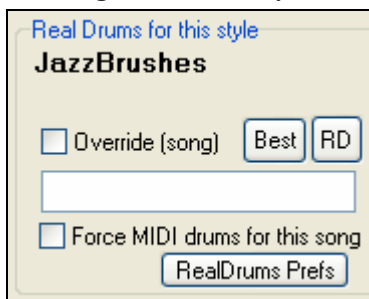 Real Drums for this style
JazzBrushes
Override (song) Best RD
Force MIDI drums for this song
RealDrums Prefs